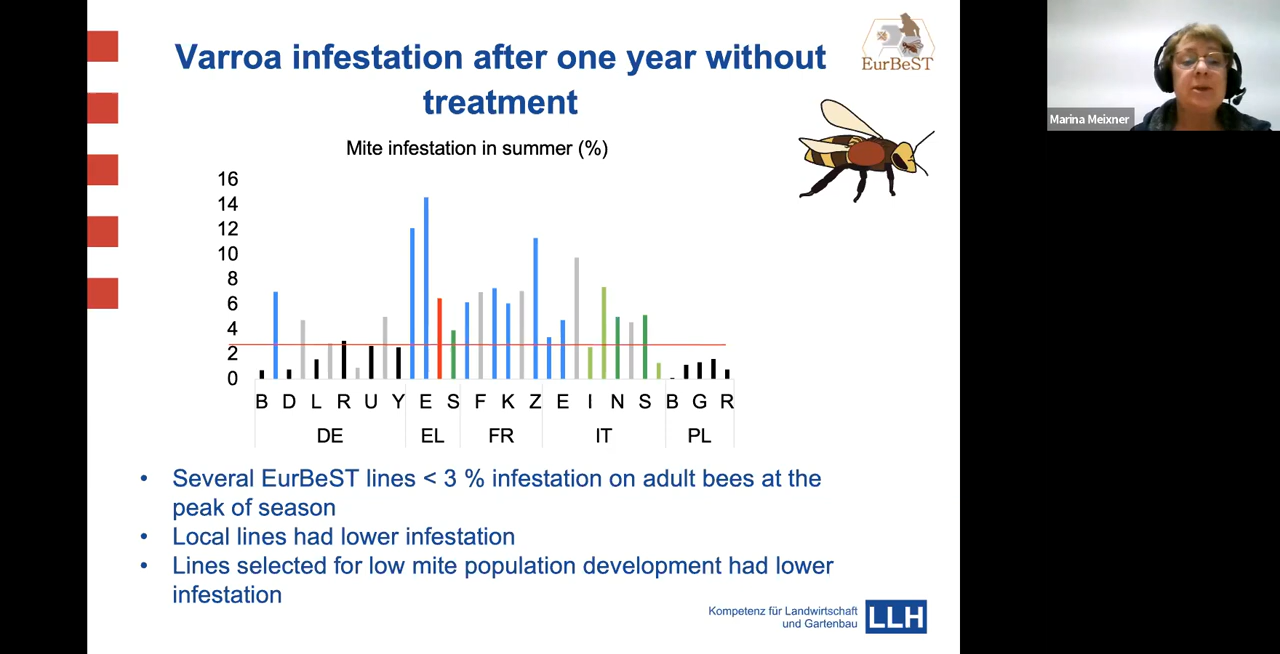 Varroa infestation after one year without
treatment
EurBeST
Marina Meixner
Mite infestation in summer (%)
16
14
12
10
8
6
4
2
0
B D L R U Y E S F K Z E I N S B G R
DE EL FR IT PL
• Several EurBeST lines < 3 % infestation on adult bees at the
peak of season
• Local lines had lower infestation
• Lines selected for low mite population development had lower
infestation
Kompetenz für Landwirtschaft
und Gartenbau
LLH